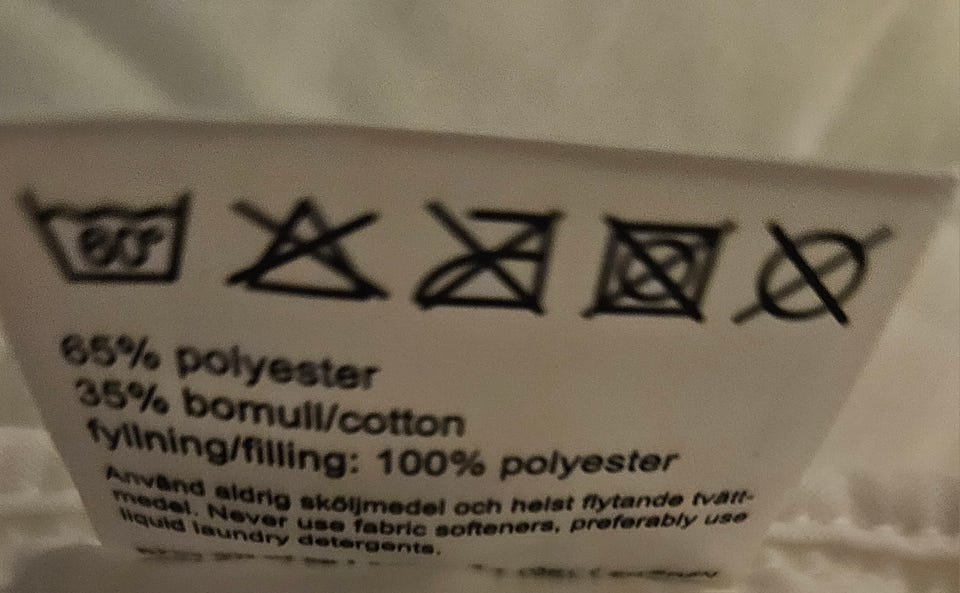 60°
65% polyester
35% bomull/cotton
fyllning/filling: 100% polyester
Använd aldrig sköljmedel och helst flytande tvätt-
medel. Never use fabric softeners, preferably use
liquid laundry detergents.